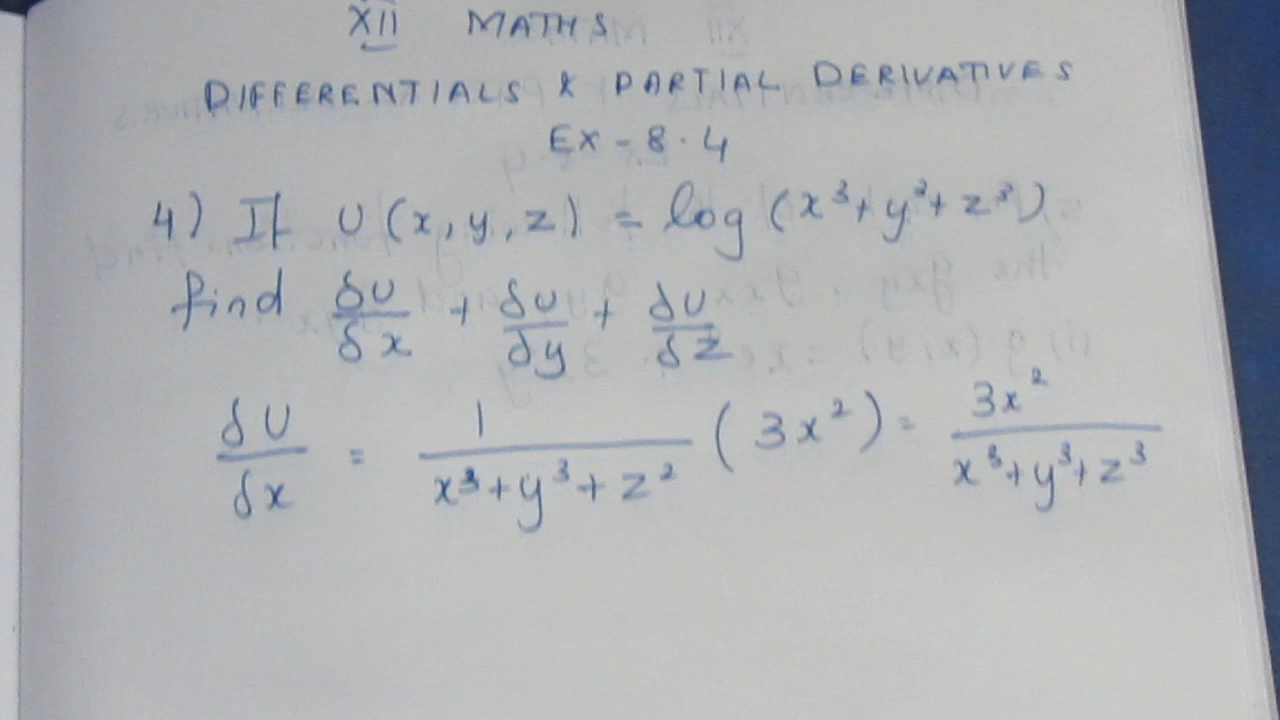 XII MATHS
DIFFERENTIALS & PARTIAL DERIVATIVES
EX - 8.4
4) If U(x, y, z) = log (x³ + y³ + z³)
find δU/δx + δU/δy + δU/δz
δU/δx = 1/(x³ + y³ + z²) (3x²) = 3x²/(x³ + y³ + z³)